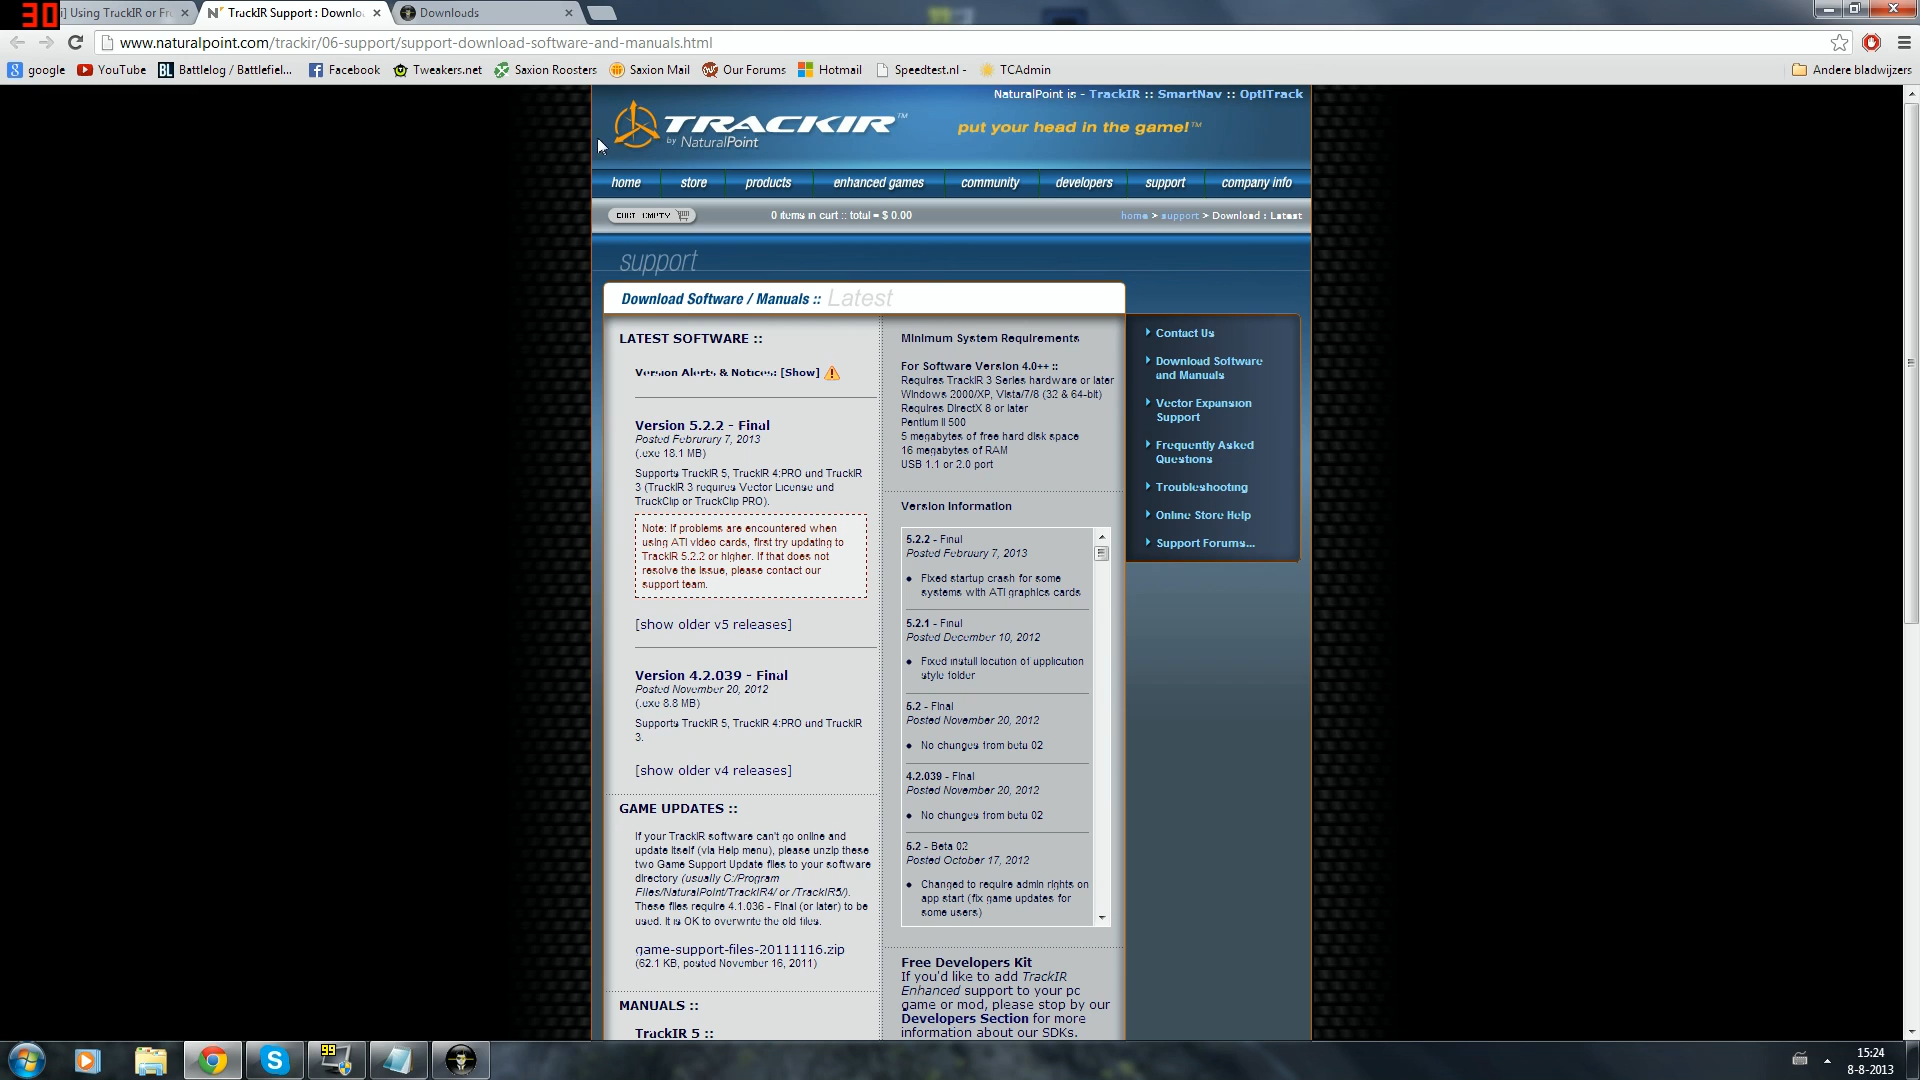 30
i] Using TrackIR or Fr
TrackIR Support : Downlo
Downloads
www.naturalpoint.com/trackir/06-support/support-download-software-and-manuals.html
google
YouTube
BL Battlelog / Battlefiel...
Facebook
Tweakers.net
Saxion Roosters
Saxion Mail
Our Forums
Hotmail
Speedtest.nl -
TCAdmin
Andere bladwijzers
NaturalPoint is - TrackIR :: SmartNav :: OptiTrack
TRACKIR™
by NaturalPoint
put your head in the game!™
home
store
products
enhanced games
community
developers
support
company info
CART EMPTY
0 items in cart :: total = $ 0.00
home > support > Download : Latest
support
Download Software / Manuals :: Latest
LATEST SOFTWARE ::
Version Alerts & Notices: [Show]
Version 5.2.2 - Final
Posted February 7, 2013
(.exe 18.1 MB)
Supports TrackIR 5, TrackIR 4:PRO and TrackIR
3 (TrackIR 3 requires Vector License and
TrackClip or TrackClip PRO).
Note: If problems are encountered when
using ATI video cards, first try updating to
TrackIR 5.2.2 or higher. If that does not
resolve the issue, please contact our
support team.
[show older v5 releases]
Version 4.2.039 - Final
Posted November 20, 2012
(.exe 8.8 MB)
Supports TrackIR 5, TrackIR 4:PRO and TrackIR
3.
[show older v4 releases]
GAME UPDATES ::
If your TrackIR software can't go online and
update itself (via Help menu), please unzip these
two Game Support Update files to your software
directory (usually C:/Program
Files/NaturalPoint/TrackIR4/ or /TrackIR5/).
These files require 4.1.036 - Final (or later) to be
used. It is OK to overwrite the old files.
game-support-files-20111116.zip
(62.1 KB, posted November 16, 2011)
MANUALS ::
TrackIR 5 ::
Minimum System Requirements
For Software Version 4.0++ ::
Requires TrackIR 3 Series hardware or later
Windows 2000/XP, Vista/7/8 (32 & 64-bit)
Requires DirectX 8 or later
Pentium II 500
5 megabytes of free hard disk space
16 megabytes of RAM
USB 1.1 or 2.0 port
Version Information
5.2.2 - Final
Posted February 7, 2013
• Fixed startup crash for some
systems with ATI graphics cards
5.2.1 - Final
Posted December 10, 2012
• Fixed install location of application
style folder
5.2 - Final
Posted November 20, 2012
• No changes from beta 02
4.2.039 - Final
Posted November 20, 2012
• No changes from beta 02
5.2 - Beta 02
Posted October 17, 2012
• Changed to require admin rights on
app start (fix game updates for
some users)
Free Developers Kit
If you'd like to add TrackIR
Enhanced support to your pc
game or mod, please stop by our
Developers Section for more
information about our SDKs.
Contact Us
Download Software
and Manuals
Vector Expansion
Support
Frequently Asked
Questions
Troubleshooting
Online Store Help
Support Forums...
99
15:24
8-8-2013